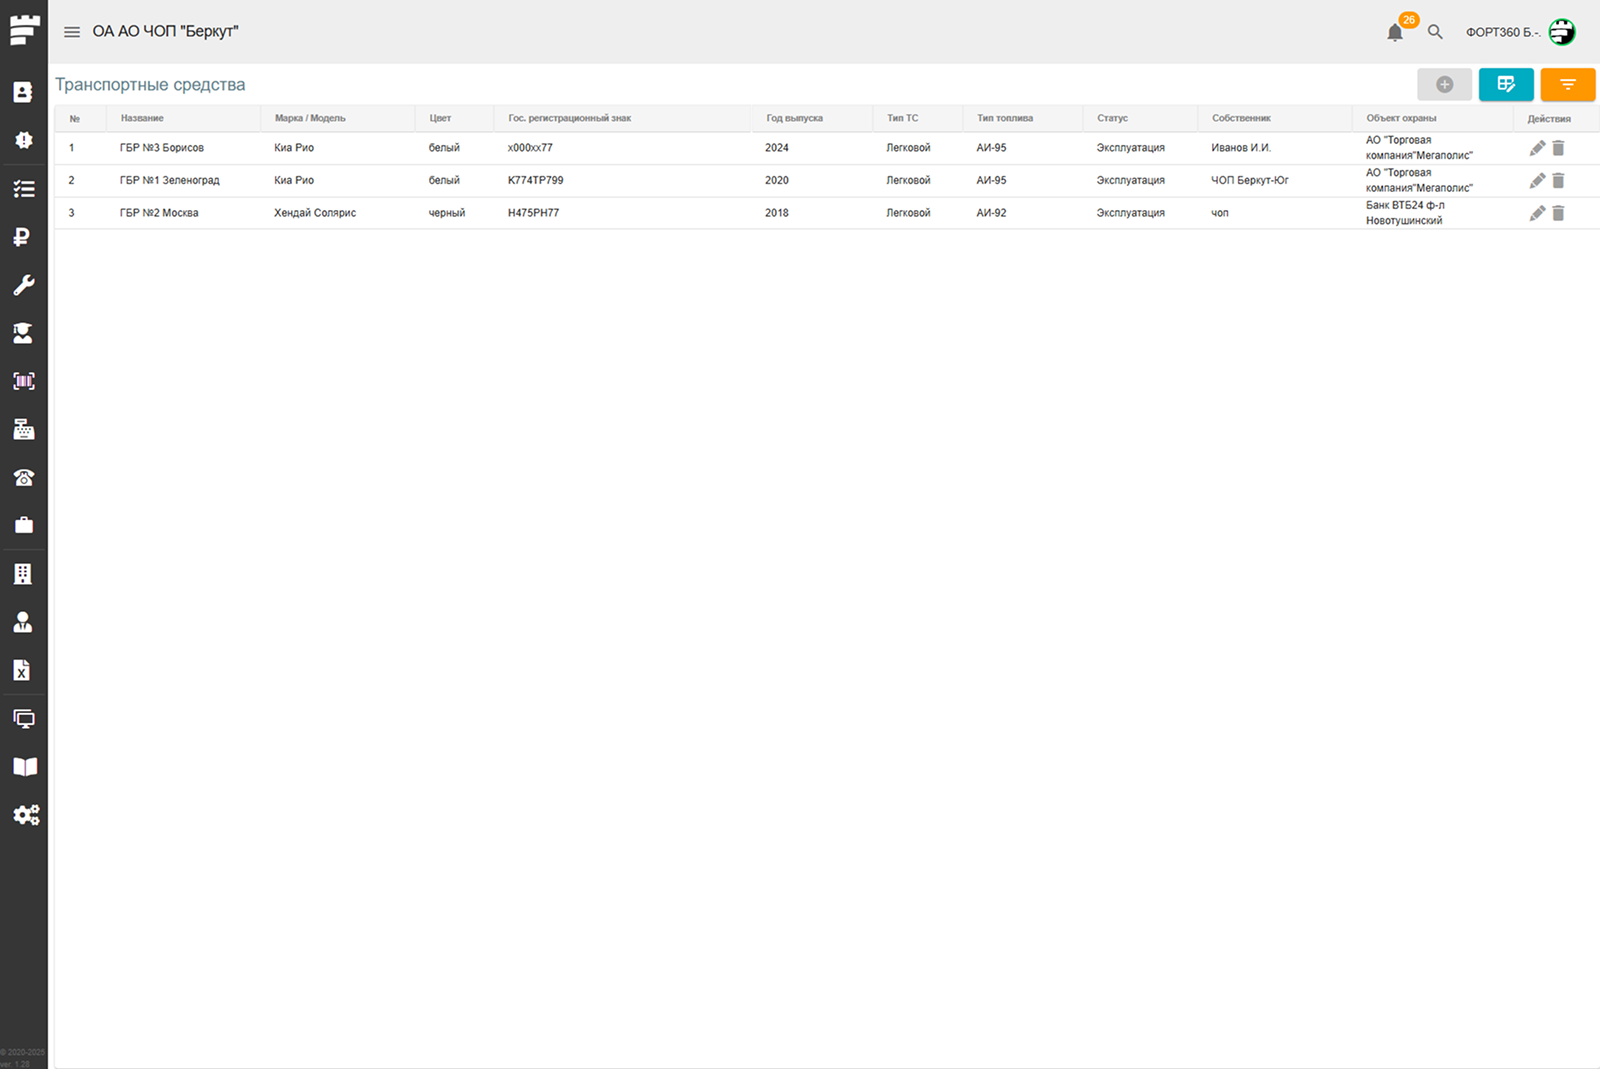 ОА АО ЧОП "Беркут"
26
ФОРТ360 Б.-.
Транспортные средства
№ Название Марка / Модель Цвет Гос. регистрационный знак Год выпуска Тип ТС Тип топлива Статус Собственник Объект охраны Действия
1 ГБР №3 Борисов Киа Рио белый х000хх77 2024 Легковой АИ-95 Эксплуатация Иванов И.И. АО "Торговая
компания"Мегаполис"
2 ГБР №1 Зеленоград Киа Рио белый К774ТР799 2020 Легковой АИ-95 Эксплуатация ЧОП Беркут-Юг АО "Торговая
компания"Мегаполис"
3 ГБР №2 Москва Хендай Солярис черный Н475РН77 2018 Легковой АИ-92 Эксплуатация чоп Банк ВТБ24 ф-л
Новотушинский
© 2020-2025
ver. 1.28